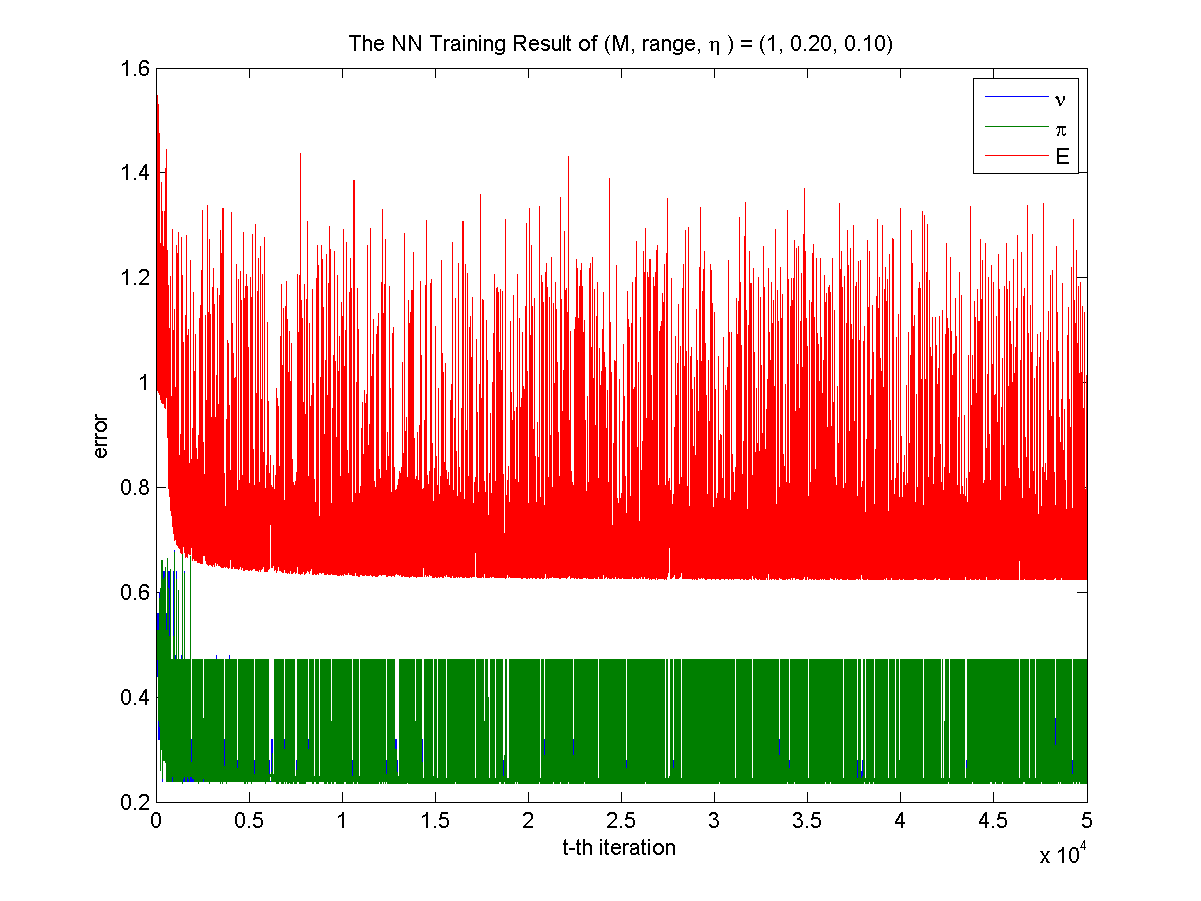 The NN Training Result of (M, range, η ) = (1, 0.20, 0.10)
1.6
1.4
1.2
1
0.8
0.6
0.4
0.2
error
ν
π
E
0 0.5 1 1.5 2 2.5 3 3.5 4 4.5 5
t-th iteration
x 10^4